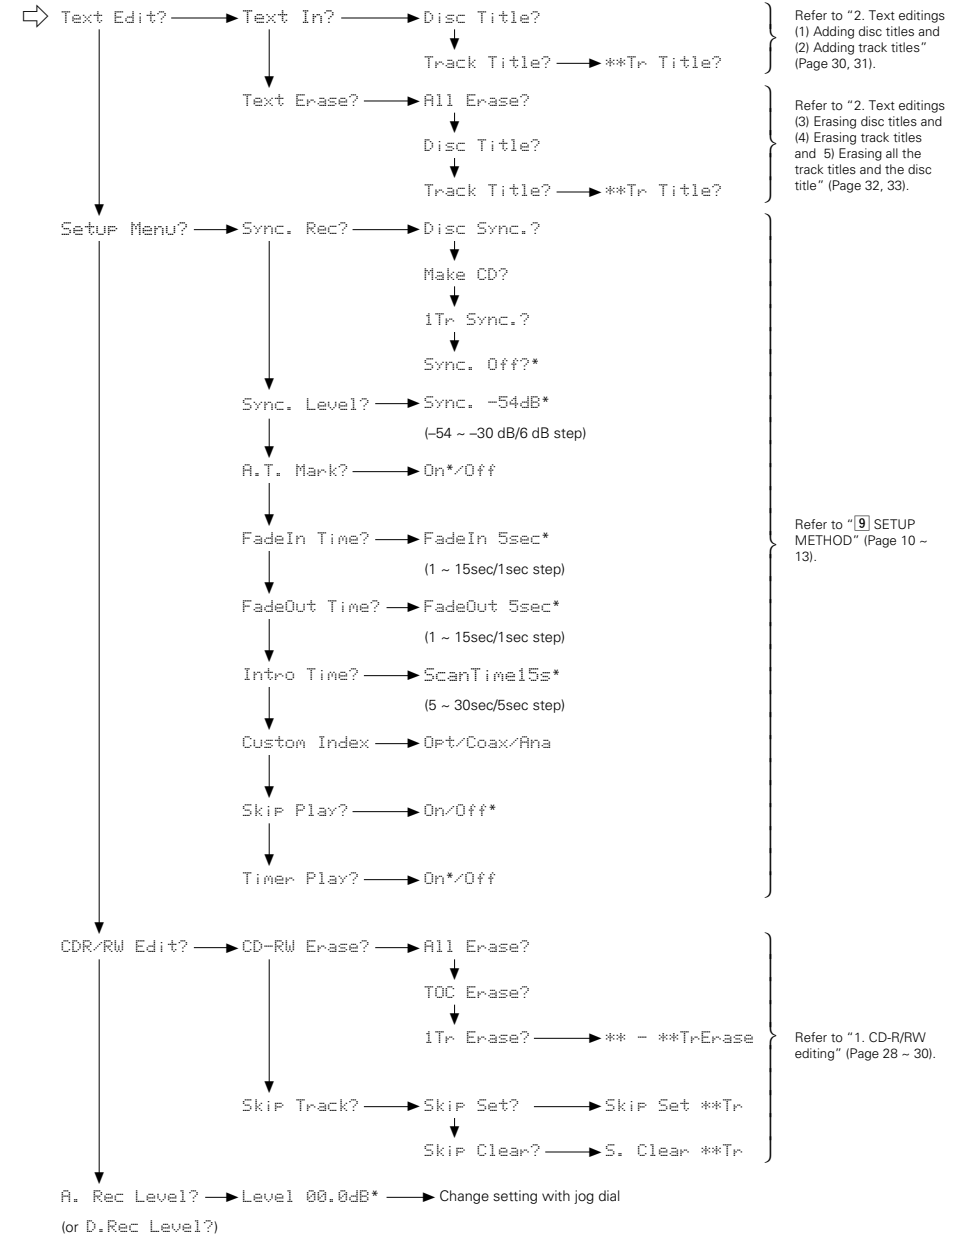 Text Edit? Text In? Disc Title?
Track Title? **Tr Title?
Refer to “2. Text editings
(1) Adding disc titles and
(2) Adding track titles”
(Page 30, 31).
Text Erase? All Erase?
Disc Title?
Track Title? **Tr Title?
Refer to “2. Text editings
(3) Erasing disc titles and
(4) Erasing track titles
and 5) Erasing all the
track titles and the disc
title” (Page 32, 33).
Setup Menu? Sync. Rec? Disc Sync.?
Make CD?
1Tr Sync.?
Sync. Off?*
Sync. Level? Sync. -54dB*
(–54 ~ –30 dB/6 dB step)
A.T. Mark? On*/Off
FadeIn Time? FadeIn 5sec*
(1 ~ 15sec/1sec step)
FadeOut Time? FadeOut 5sec*
(1 ~ 15sec/1sec step)
Intro Time? ScanTime15s*
(5 ~ 30sec/5sec step)
Custom Index Opt/Coax/Ana
Skip Play? On/Off*
Timer Play? On*/Off
Refer to “9 SETUP
METHOD” (Page 10 ~
13).
CDR/RW Edit? CD-RW Erase? All Erase?
TOC Erase?
1Tr Erase? ** - **TrErase
Skip Track? Skip Set? Skip Set **Tr
Skip Clear? S. Clear **Tr
Refer to “1. CD-R/RW
editing” (Page 28 ~ 30).
A. Rec Level? Level 00.0dB* Change setting with jog dial
(or D.Rec Level?)